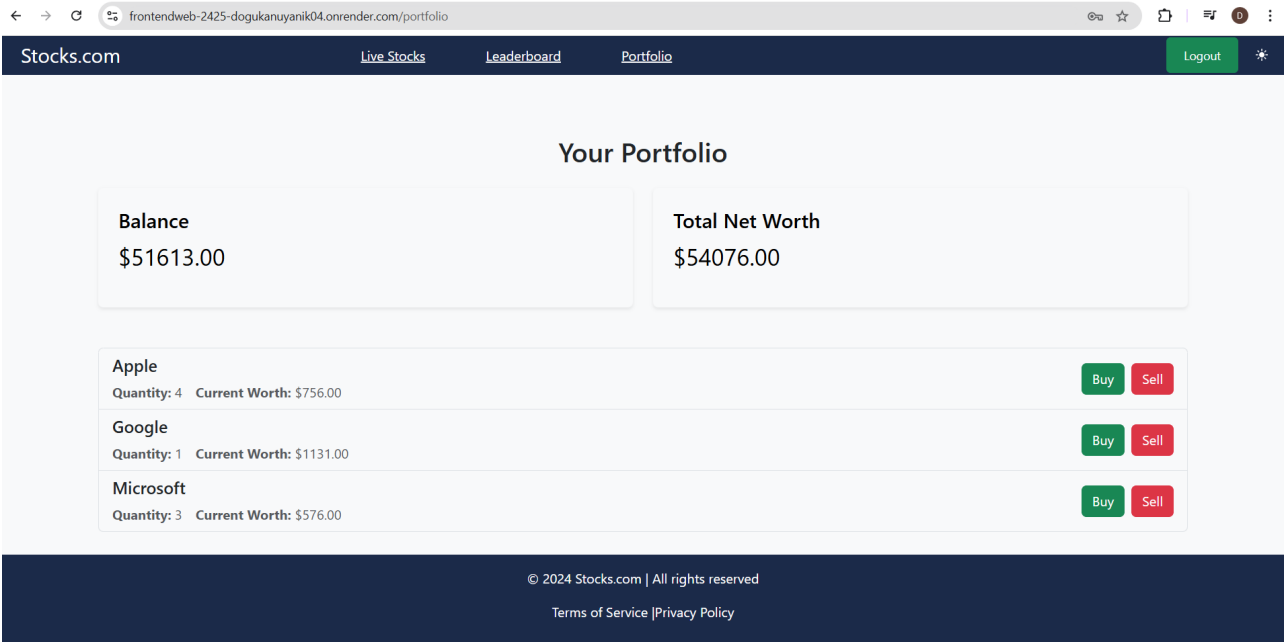 frontendweb-2425-dogukanuyanik04.onrender.com/portfolio
D
Stocks.com Live Stocks Leaderboard Portfolio Logout
Your Portfolio
Balance
$51613.00
Total Net Worth
$54076.00
Apple
Quantity: 4 Current Worth: $756.00
Buy Sell
Google
Quantity: 1 Current Worth: $1131.00
Buy Sell
Microsoft
Quantity: 3 Current Worth: $576.00
Buy Sell
© 2024 Stocks.com | All rights reserved
Terms of Service |Privacy Policy